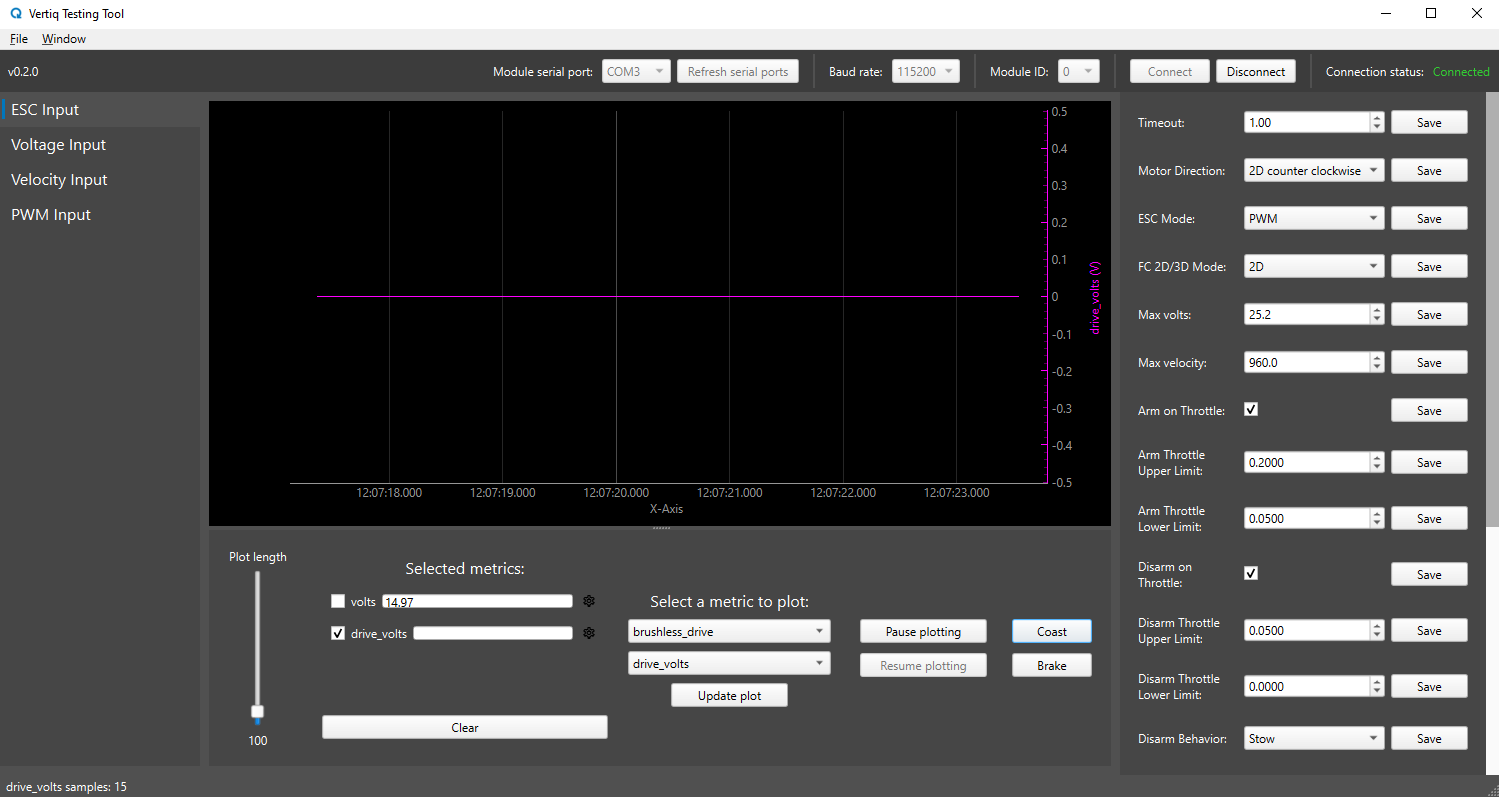 Vertiq Testing Tool
File Window
v0.2.0 Module serial port: COM3 Refresh serial ports Baud rate: 115200 Module ID: 0 Connect Disconnect Connection status: Connected
ESC Input
Voltage Input
Velocity Input
PWM Input
0.5
0.4
0.3
0.2
0.1
0
-0.1
-0.2
-0.3
-0.4
-0.5
drive_volts (V)
12:07:18.000 12:07:19.000 12:07:20.000 12:07:21.000 12:07:22.000 12:07:23.000
X-Axis
Plot length
100
Selected metrics:
volts 14.97
drive_volts
Clear
Select a metric to plot:
brushless_drive
drive_volts
Update plot
Pause plotting
Resume plotting
Coast
Brake
Timeout: 1.00 Save
Motor Direction: 2D counter clockwise Save
ESC Mode: PWM Save
FC 2D/3D Mode: 2D Save
Max volts: 25.2 Save
Max velocity: 960.0 Save
Arm on Throttle: Save
Arm Throttle
Upper Limit: 0.2000 Save
Arm Throttle
Lower Limit: 0.0500 Save
Disarm on
Throttle: Save
Disarm Throttle
Upper Limit: 0.0500 Save
Disarm Throttle
Lower Limit: 0.0000 Save
Disarm Behavior: Stow Save
drive_volts samples: 15